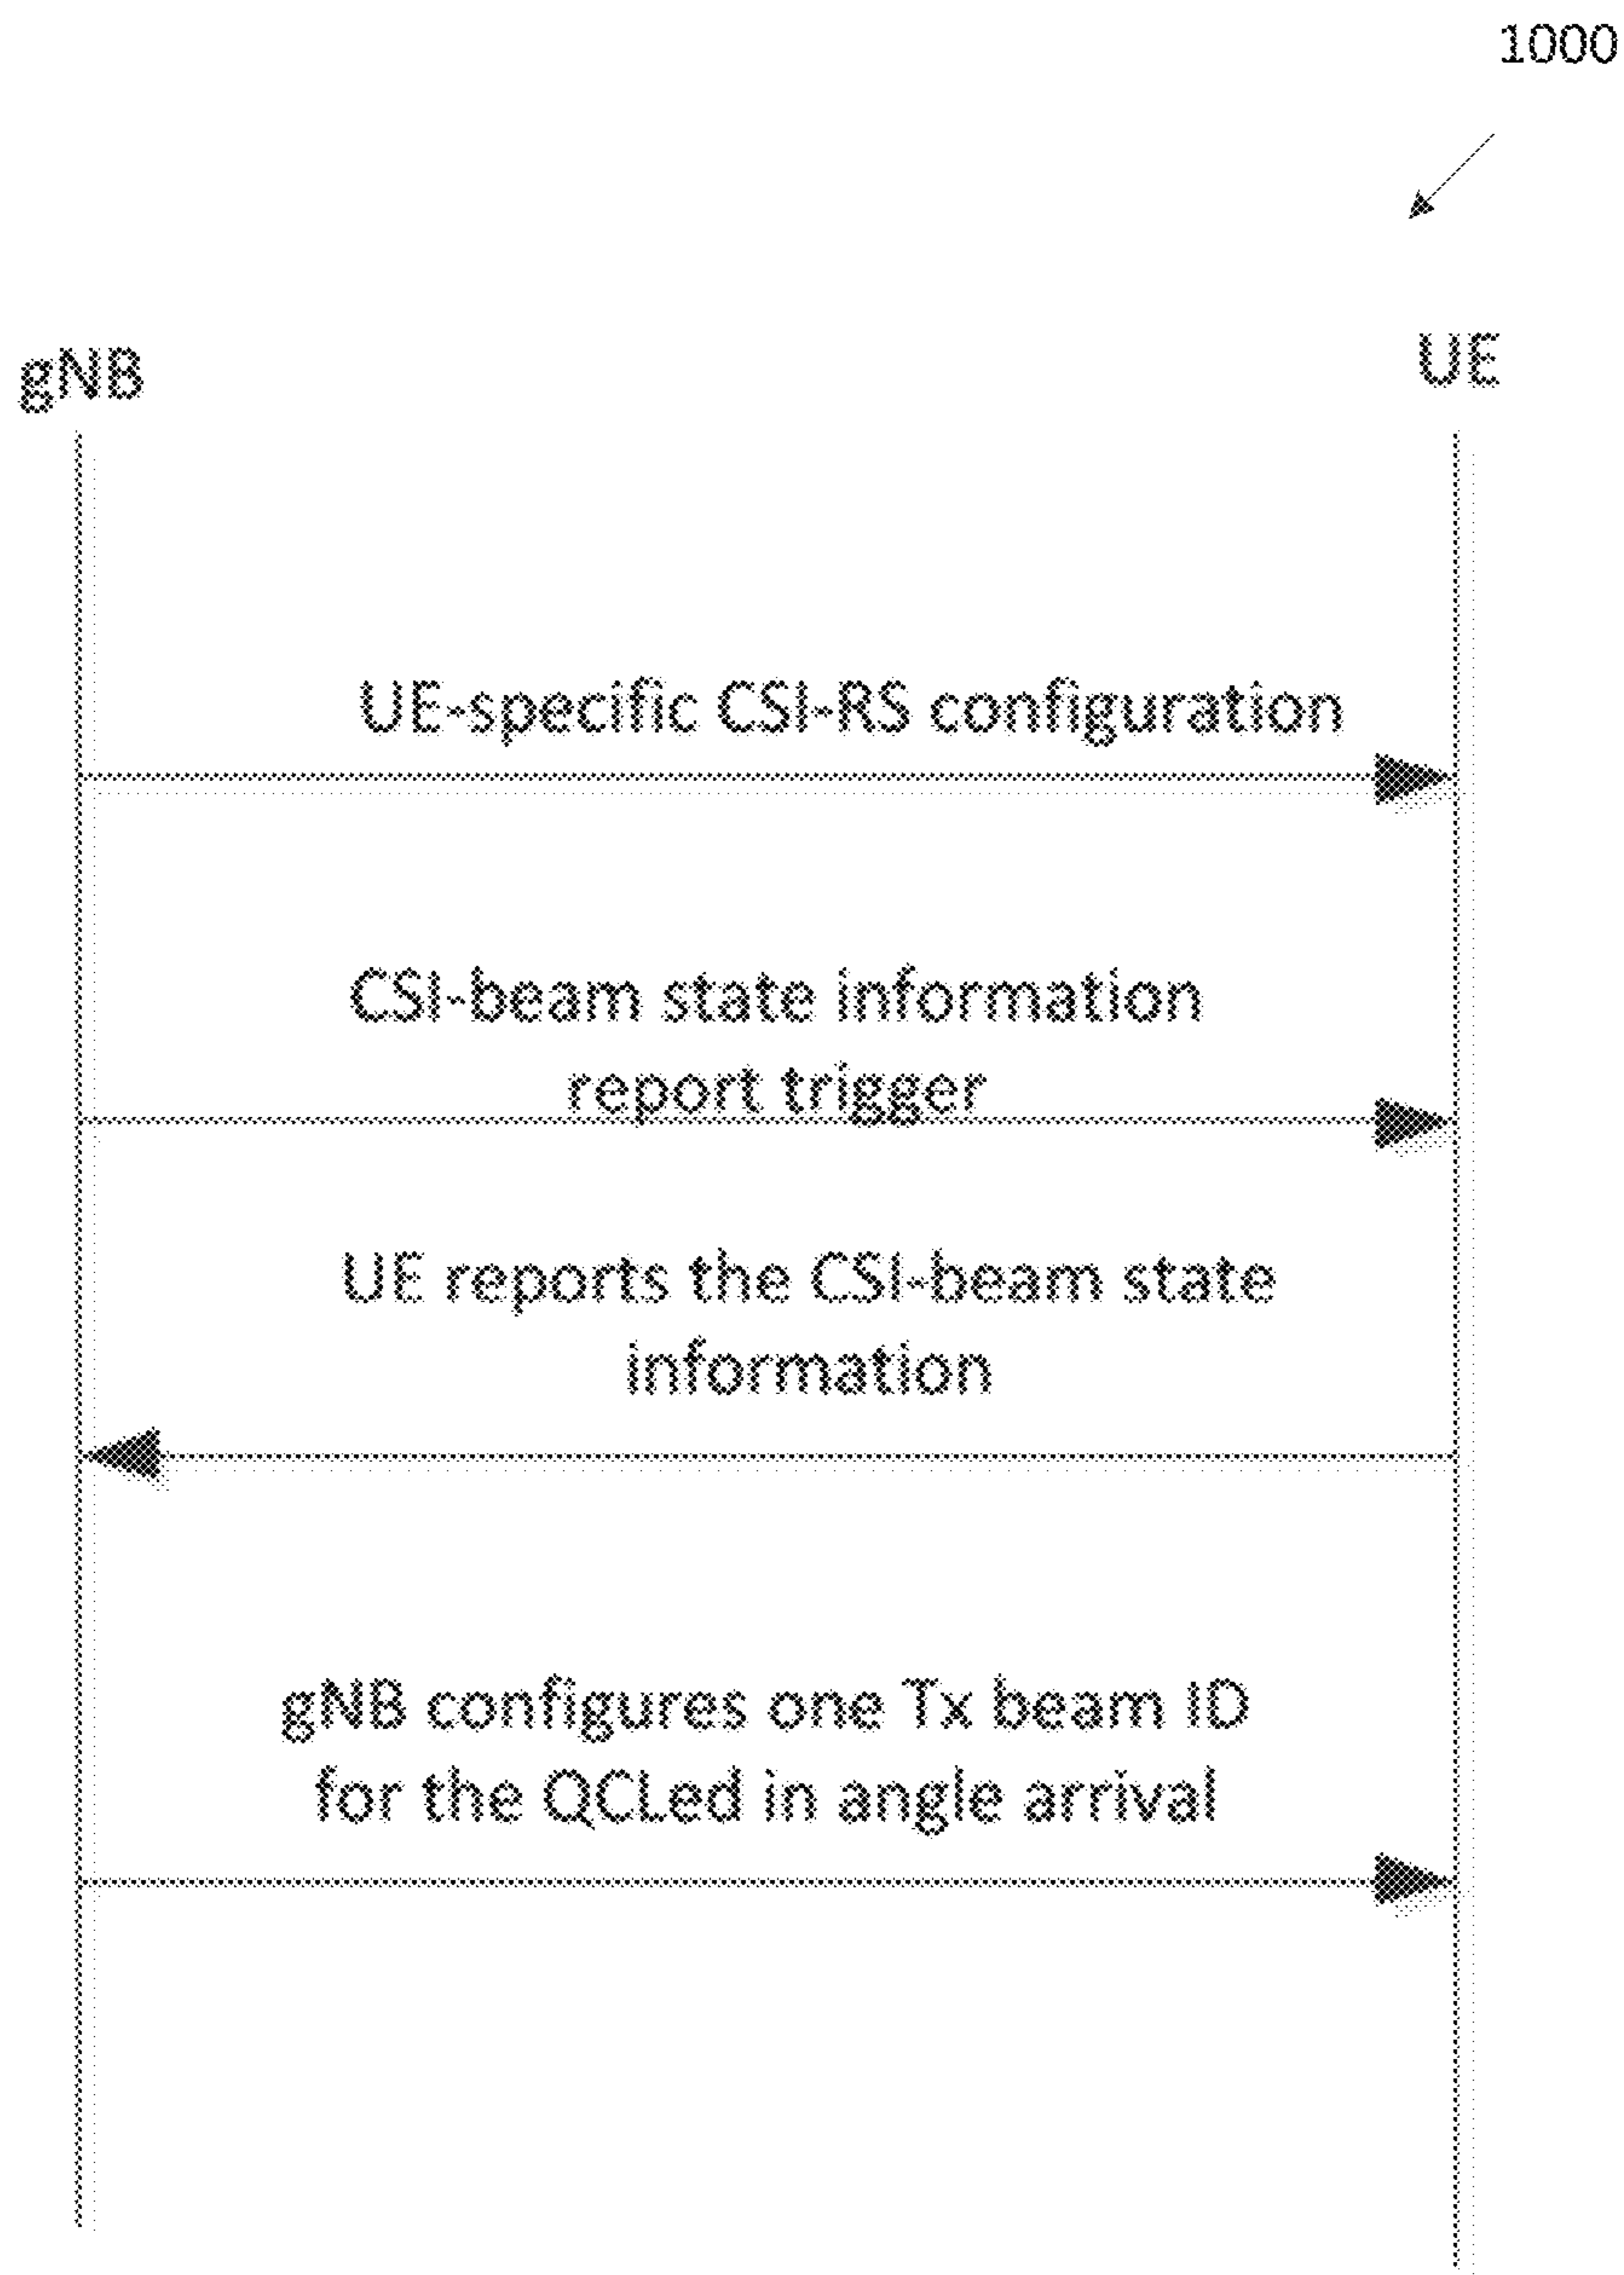 1000
gNB
UE
UE-specific CSI-RS configuration
CSI-beam state information
report trigger
UE reports the CSI-beam state
information
gNB configures one Tx beam ID
for the QCLed in angle arrival